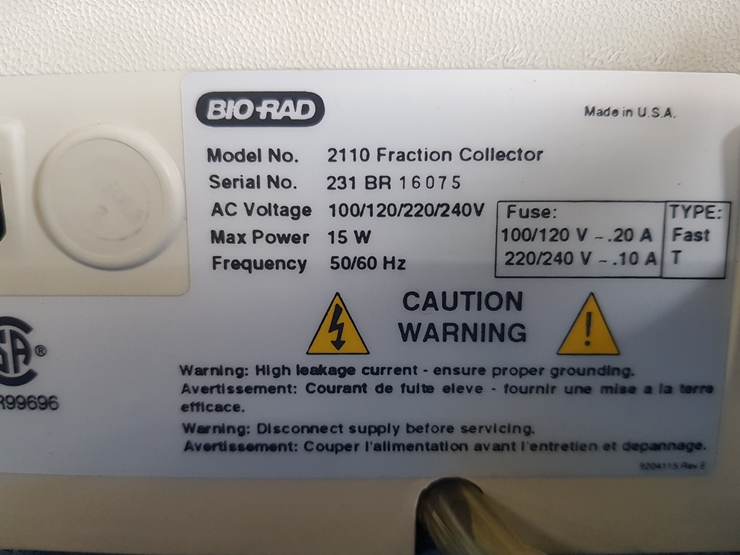 BIO-RAD
Made in U.S.A.
Model No. 2110 Fraction Collector
Serial No. 231 BR 16075
AC Voltage 100/120/220/240V
Max Power 15 W
Frequency 50/60 Hz
Fuse: TYPE:
100/120 V - .20 A Fast
220/240 V - .10 A T
CAUTION
WARNING
!
SA®
R99696
Warning: High leakage current - ensure proper grounding.
Avertissement: Courant de fuite eleve - fournir une mise a la terre
efficace.
Warning: Disconnect supply before servicing.
Avertissement: Couper l'alimentation avant l'entretien et depannage.
9204115 Rev E